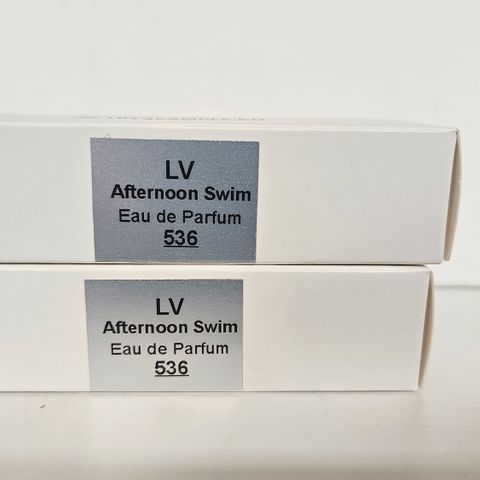 LV
Afternoon Swim
Eau de Parfum
536
LV
Afternoon Swim
Eau de Parfum
536